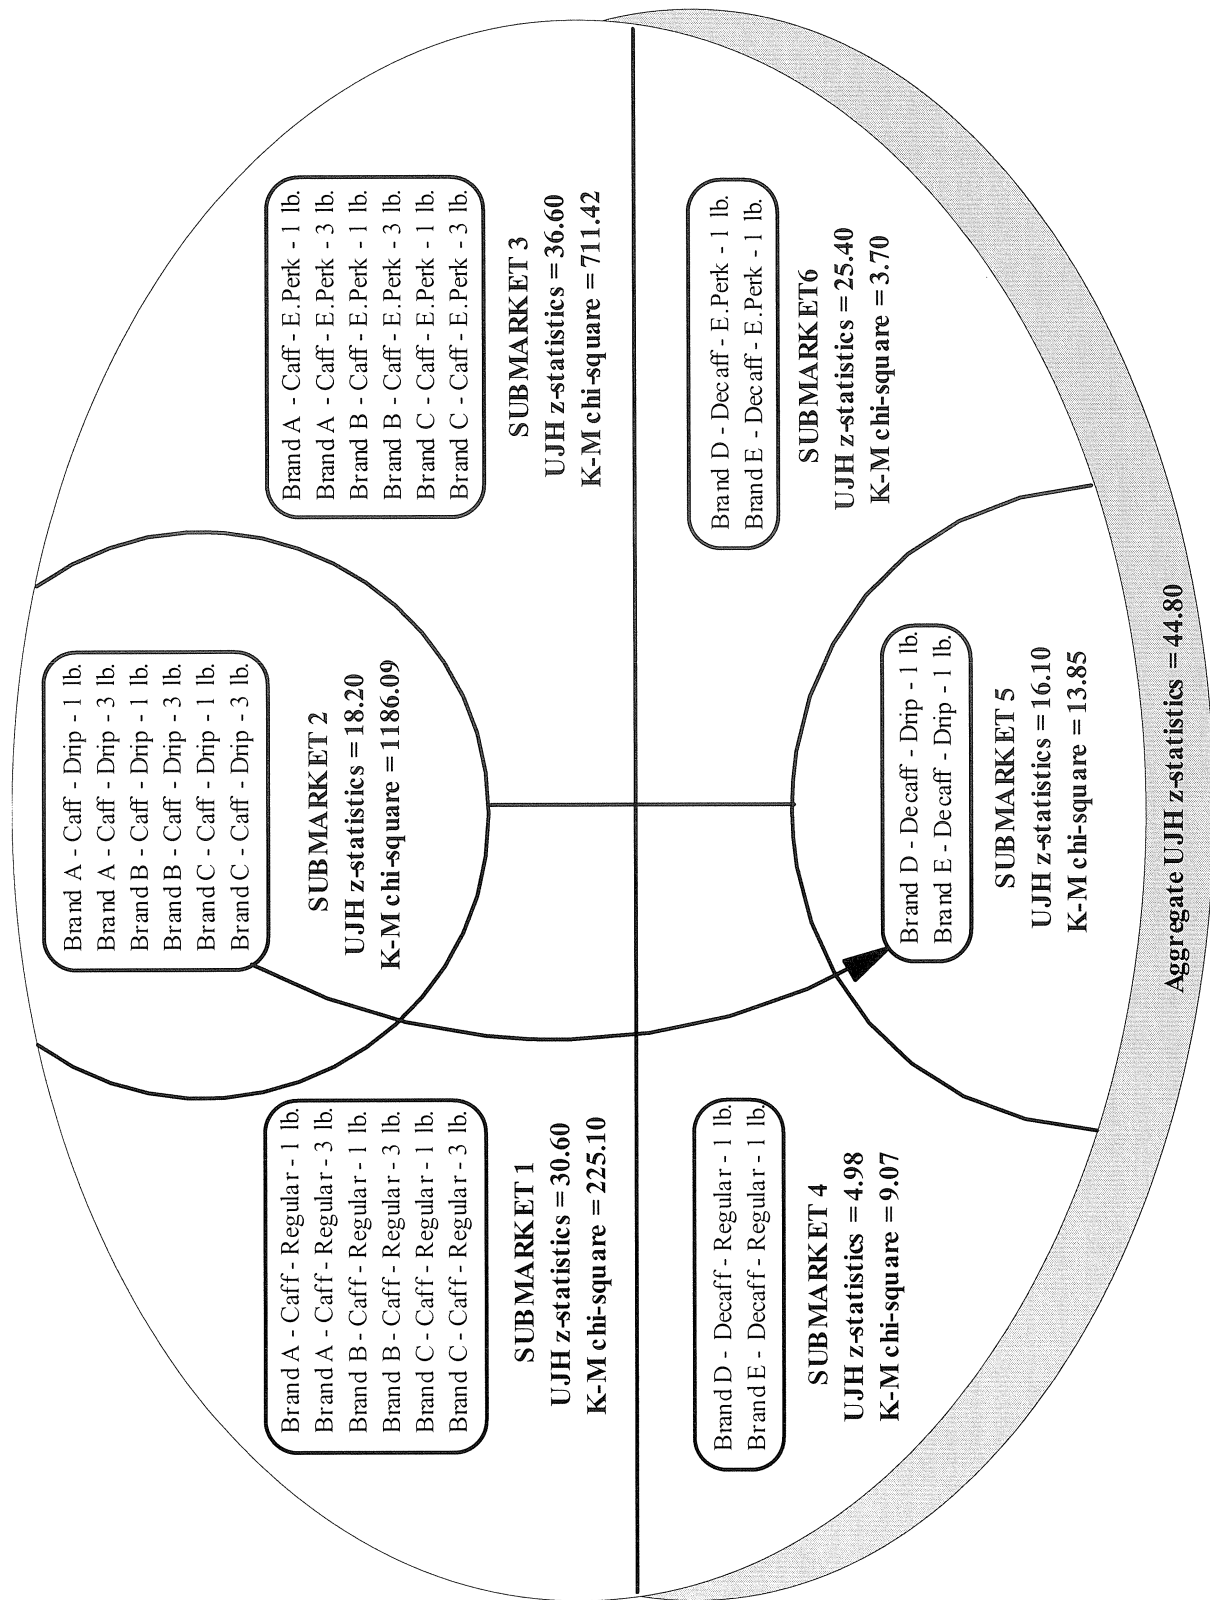 Brand A - Caff - Regular - 1 lb.
Brand A - Caff - Regular - 3 lb.
Brand B - Caff - Regular - 1 lb.
Brand B - Caff - Regular - 3 lb.
Brand C - Caff - Regular - 1 lb.
Brand C - Caff - Regular - 3 lb.
SUBMARKET 1
UJH z-statistics = 30.60
K-M chi-square = 225.10
Brand A - Caff - Drip - 1 lb.
Brand A - Caff - Drip - 3 lb.
Brand B - Caff - Drip - 1 lb.
Brand B - Caff - Drip - 3 lb.
Brand C - Caff - Drip - 1 lb.
Brand C - Caff - Drip - 3 lb.
SUBMARKET 2
UJH z-statistics = 18.20
K-M chi-square = 1186.09
Brand A - Caff - E.Perk - 1 lb.
Brand A - Caff - E.Perk - 3 lb.
Brand B - Caff - E.Perk - 1 lb.
Brand B - Caff - E.Perk - 3 lb.
Brand C - Caff - E.Perk - 1 lb.
Brand C - Caff - E.Perk - 3 lb.
SUBMARKET 3
UJH z-statistics = 36.60
K-M chi-square = 711.42
Brand D - Decaff - Regular - 1 lb.
Brand E - Decaff - Regular - 1 lb.
SUBMARKET 4
UJH z-statistics = 4.98
K-M chi-square = 9.07
Brand D - Decaff - Drip - 1 lb.
Brand E - Decaff - Drip - 1 lb.
SUBMARKET 5
UJH z-statistics = 16.10
K-M chi-square = 13.85
Brand D - Decaff - E.Perk - 1 lb.
Brand E - Decaff - E.Perk - 1 lb.
SUBMARKET6
UJH z-statistics = 25.40
K-M chi-square = 3.70
Aggregate UJH z-statistics = 44.80